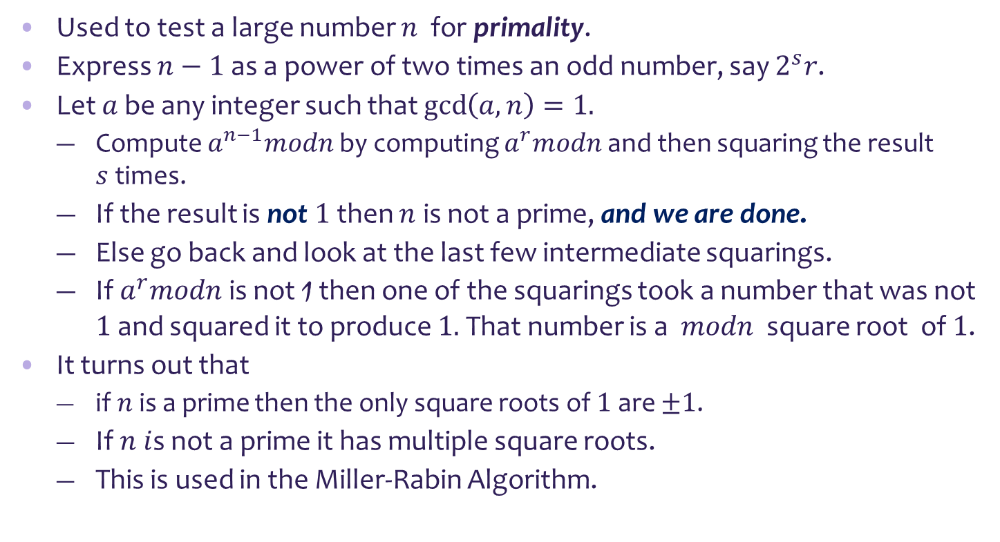 • Used to test a large number n for primality.
• Express n − 1 as a power of two times an odd number, say 2ˢr.
• Let a be any integer such that gcd(a, n) = 1.
– Compute aⁿ⁻¹modn by computing aʳmodn and then squaring the result
s times.
– If the result is not 1 then n is not a prime, and we are done.
– Else go back and look at the last few intermediate squarings.
– If aʳmodn is not 1 then one of the squarings took a number that was not
1 and squared it to produce 1. That number is a modn square root of 1.
• It turns out that
– if n is a prime then the only square roots of 1 are ±1.
– If n is not a prime it has multiple square roots.
– This is used in the Miller-Rabin Algorithm.